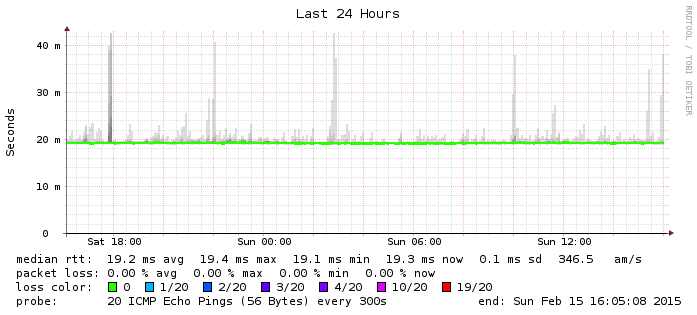 Last 24 Hours
RRDTOOL / TOBI OETIKER
Seconds
40 m
30 m
20 m
10 m
0
Sat 18:00 Sun 00:00 Sun 06:00 Sun 12:00
median rtt: 19.2 ms avg 19.4 ms max 19.1 ms min 19.3 ms now 0.1 ms sd 346.5 am/s
packet loss: 0.00 % avg 0.00 % max 0.00 % min 0.00 % now
loss color: 0 1/20 2/20 3/20 4/20 10/20 19/20
probe: 20 ICMP Echo Pings (56 Bytes) every 300s end: Sun Feb 15 16:05:08 2015